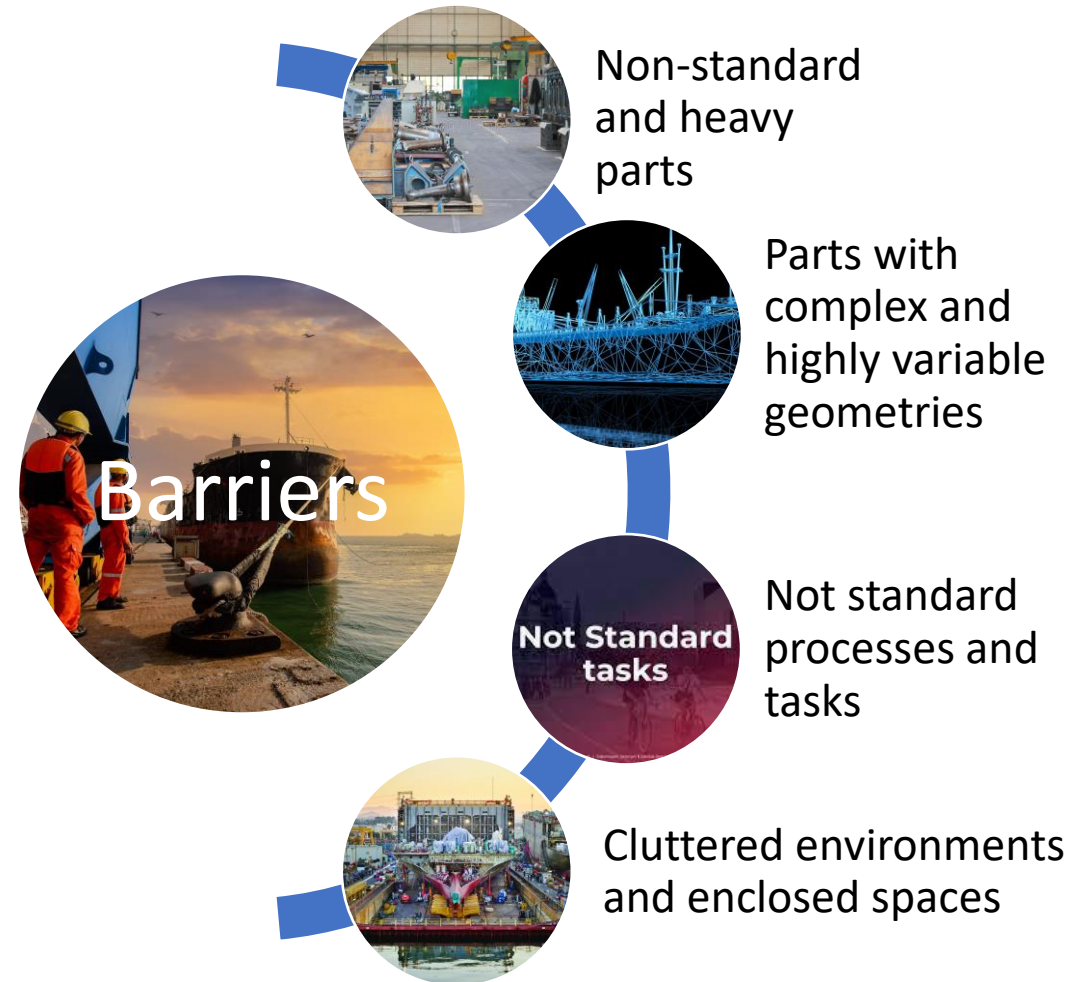 Non-standard
and heavy
parts
Parts with
complex and
highly variable
geometries
Barriers
Not Standard
tasks
Not standard
processes and
tasks
Cluttered environments
and enclosed spaces